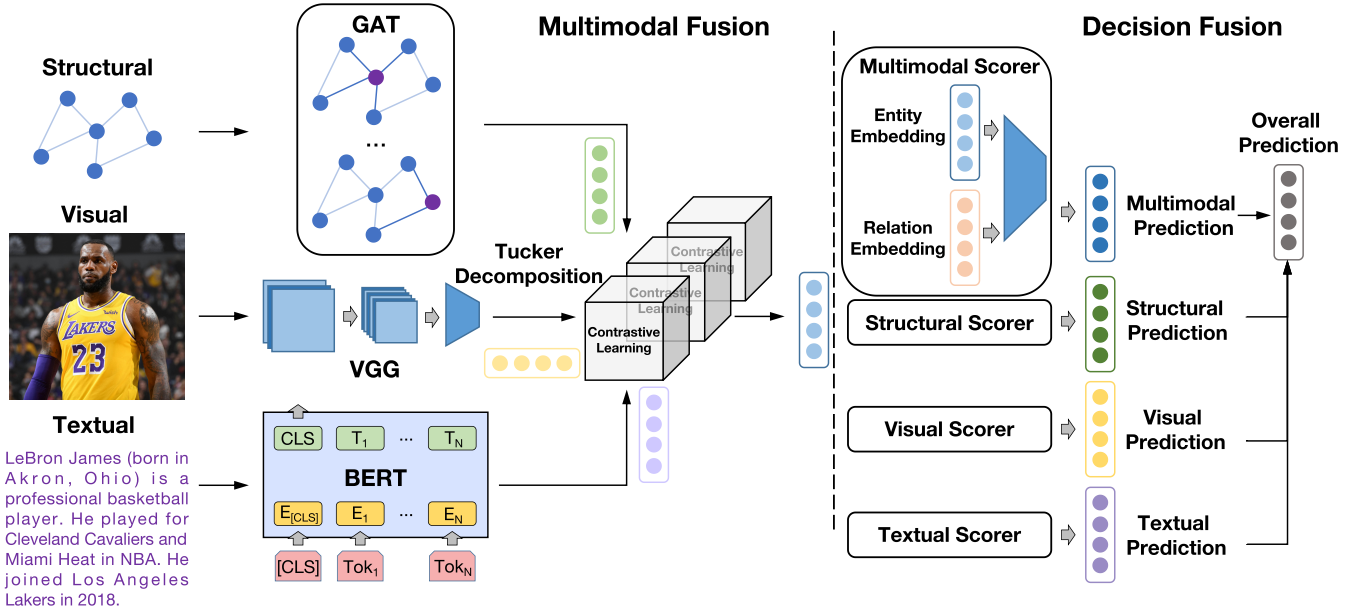 GAT
Multimodal Fusion
Decision Fusion
Structural
Multimodal Scorer
Entity
Embedding
Overall
Prediction
...
Visual
Relation
Embedding
Multimodal
Prediction
LAKERS
23
Tucker
Decomposition
VGG
Contrastive
Learning
Contrastive
Learning
Contrastive
Learning
Structural Scorer
Structural
Prediction
Visual Scorer
Visual
Prediction
Textual Scorer
Textual
Prediction
Textual
LeBron James (born in
Akron, Ohio) is a
professional basketball
player. He played for
Cleveland Cavaliers and
Miami Heat in NBA. He
joined Los Angeles
Lakers in 2018.
CLS T1 ... TN
BERT
E[CLS] E1 ... EN
[CLS] Tok1 TokN